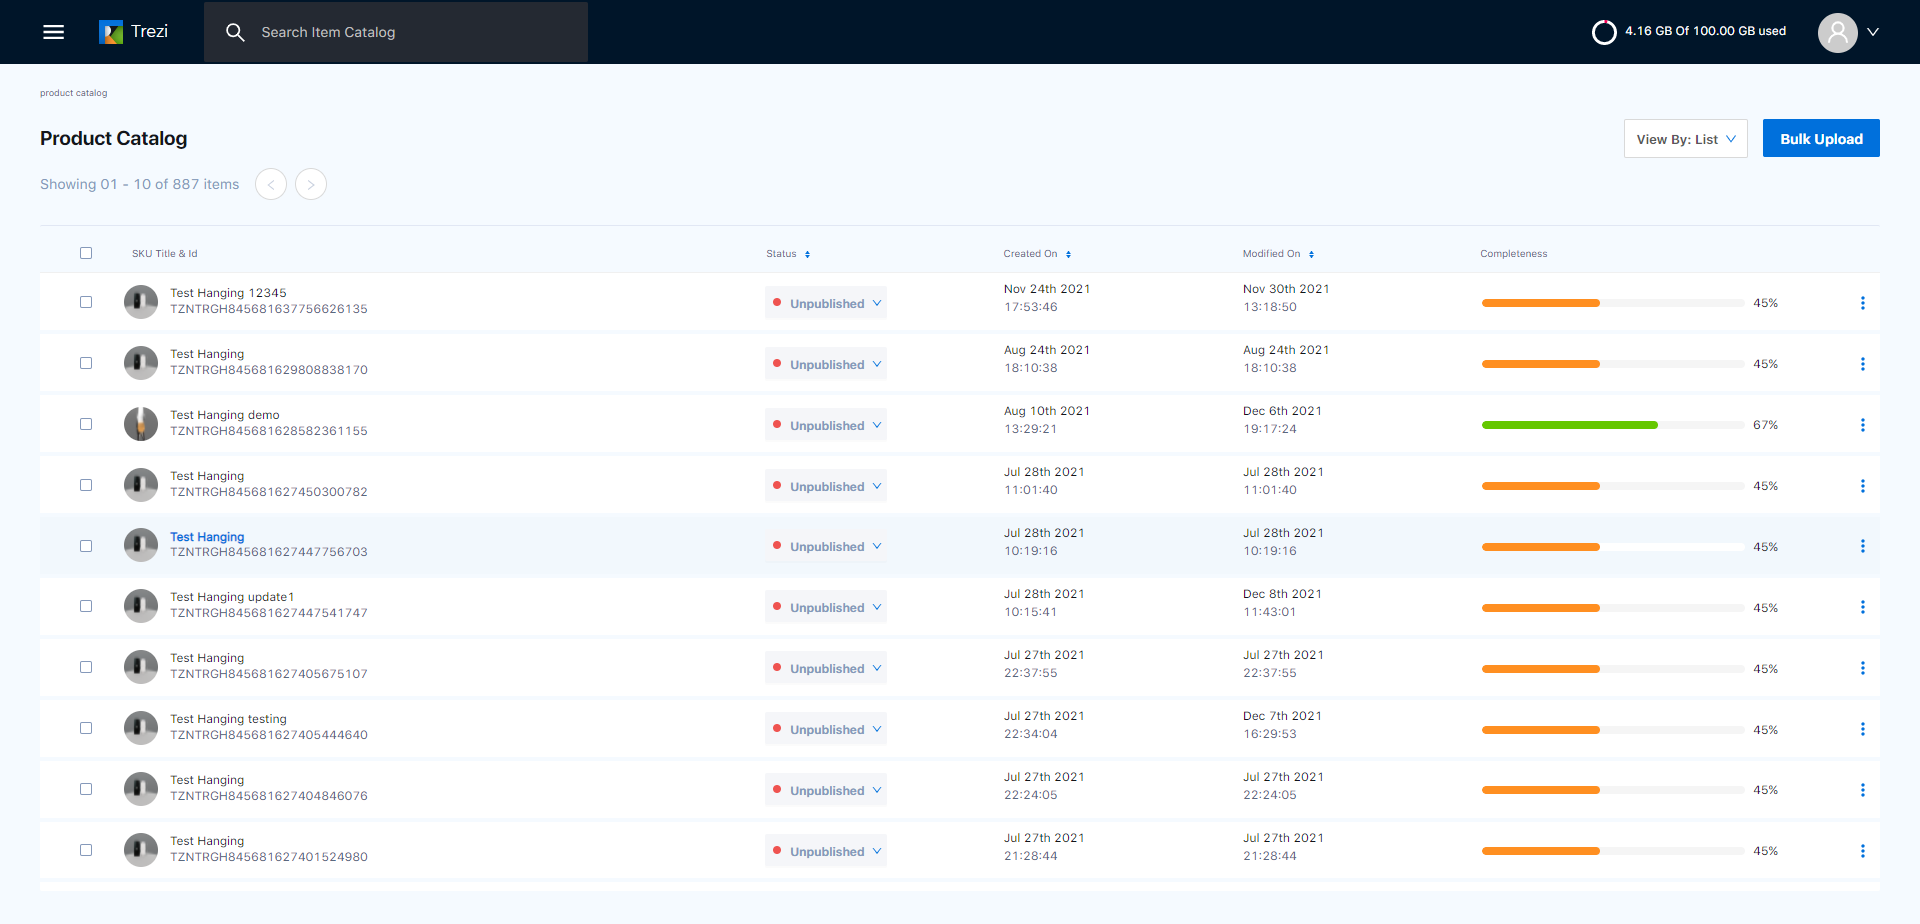 Trezi
Search Item Catalog
4.16 GB Of 100.00 GB used
product catalog
Product Catalog
View By: List
Bulk Upload
Showing 01 - 10 of 887 items
SKU Title & Id Status Created On Modified On Completeness
Test Hanging 12345
TZNTRGH845681637756626135
Unpublished
Nov 24th 2021
17:53:46
Nov 30th 2021
13:18:50
45%
Test Hanging
TZNTRGH845681629808838170
Unpublished
Aug 24th 2021
18:10:38
Aug 24th 2021
18:10:38
45%
Test Hanging demo
TZNTRGH845681628582361155
Unpublished
Aug 10th 2021
13:29:21
Dec 6th 2021
19:17:24
67%
Test Hanging
TZNTRGH845681627450300782
Unpublished
Jul 28th 2021
11:01:40
Jul 28th 2021
11:01:40
45%
Test Hanging
TZNTRGH845681627447756703
Unpublished
Jul 28th 2021
10:19:16
Jul 28th 2021
10:19:16
45%
Test Hanging update1
TZNTRGH845681627447541747
Unpublished
Jul 28th 2021
10:15:41
Dec 8th 2021
11:43:01
45%
Test Hanging
TZNTRGH845681627405675107
Unpublished
Jul 27th 2021
22:37:55
Jul 27th 2021
22:37:55
45%
Test Hanging testing
TZNTRGH845681627405444640
Unpublished
Jul 27th 2021
22:34:04
Dec 7th 2021
16:29:53
45%
Test Hanging
TZNTRGH845681627404846076
Unpublished
Jul 27th 2021
22:24:05
Jul 27th 2021
22:24:05
45%
Test Hanging
TZNTRGH845681627401524980
Unpublished
Jul 27th 2021
21:28:44
Jul 27th 2021
21:28:44
45%